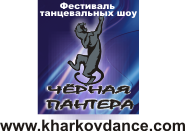 Фестиваль
танцевальных шоу
ЧЁРНАЯ
ПАНТЕРА
www.kharkovdance.com